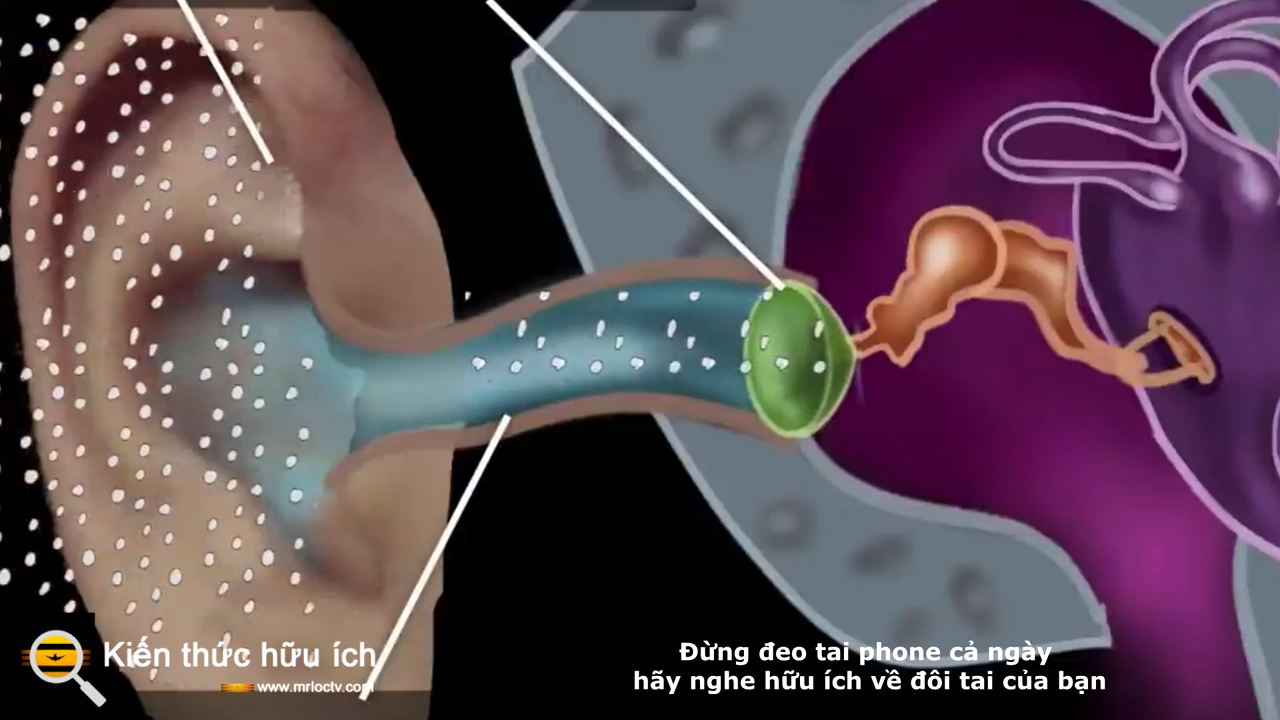 Kiến thức hữu ích
www.mrloctv.com
Đừng đeo tai phone cả ngày
hãy nghe hữu ích về đôi tai của bạn